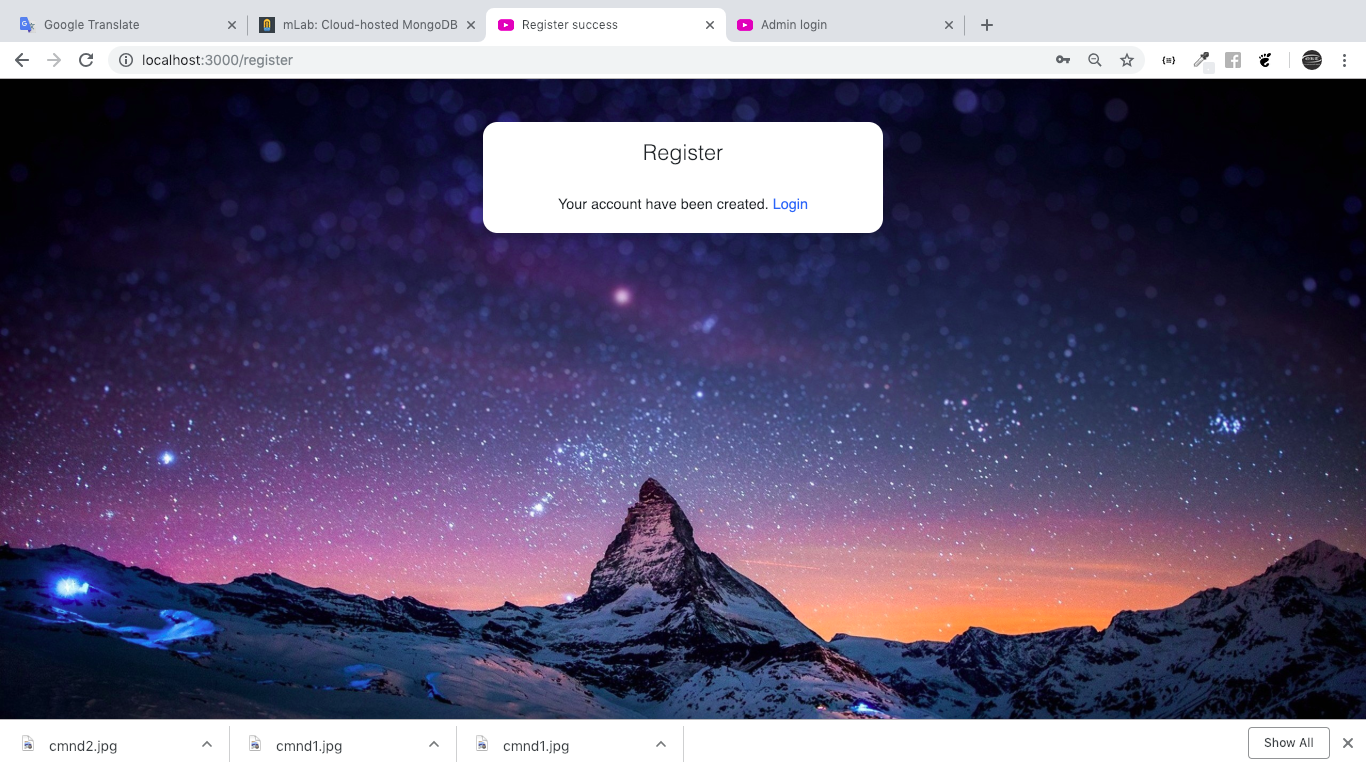 Google Translate
mLab: Cloud-hosted MongoDB
Register success
Admin login
localhost:3000/register
Register
Your account have been created. Login
cmnd2.jpg
cmnd1.jpg
cmnd1.jpg
Show All